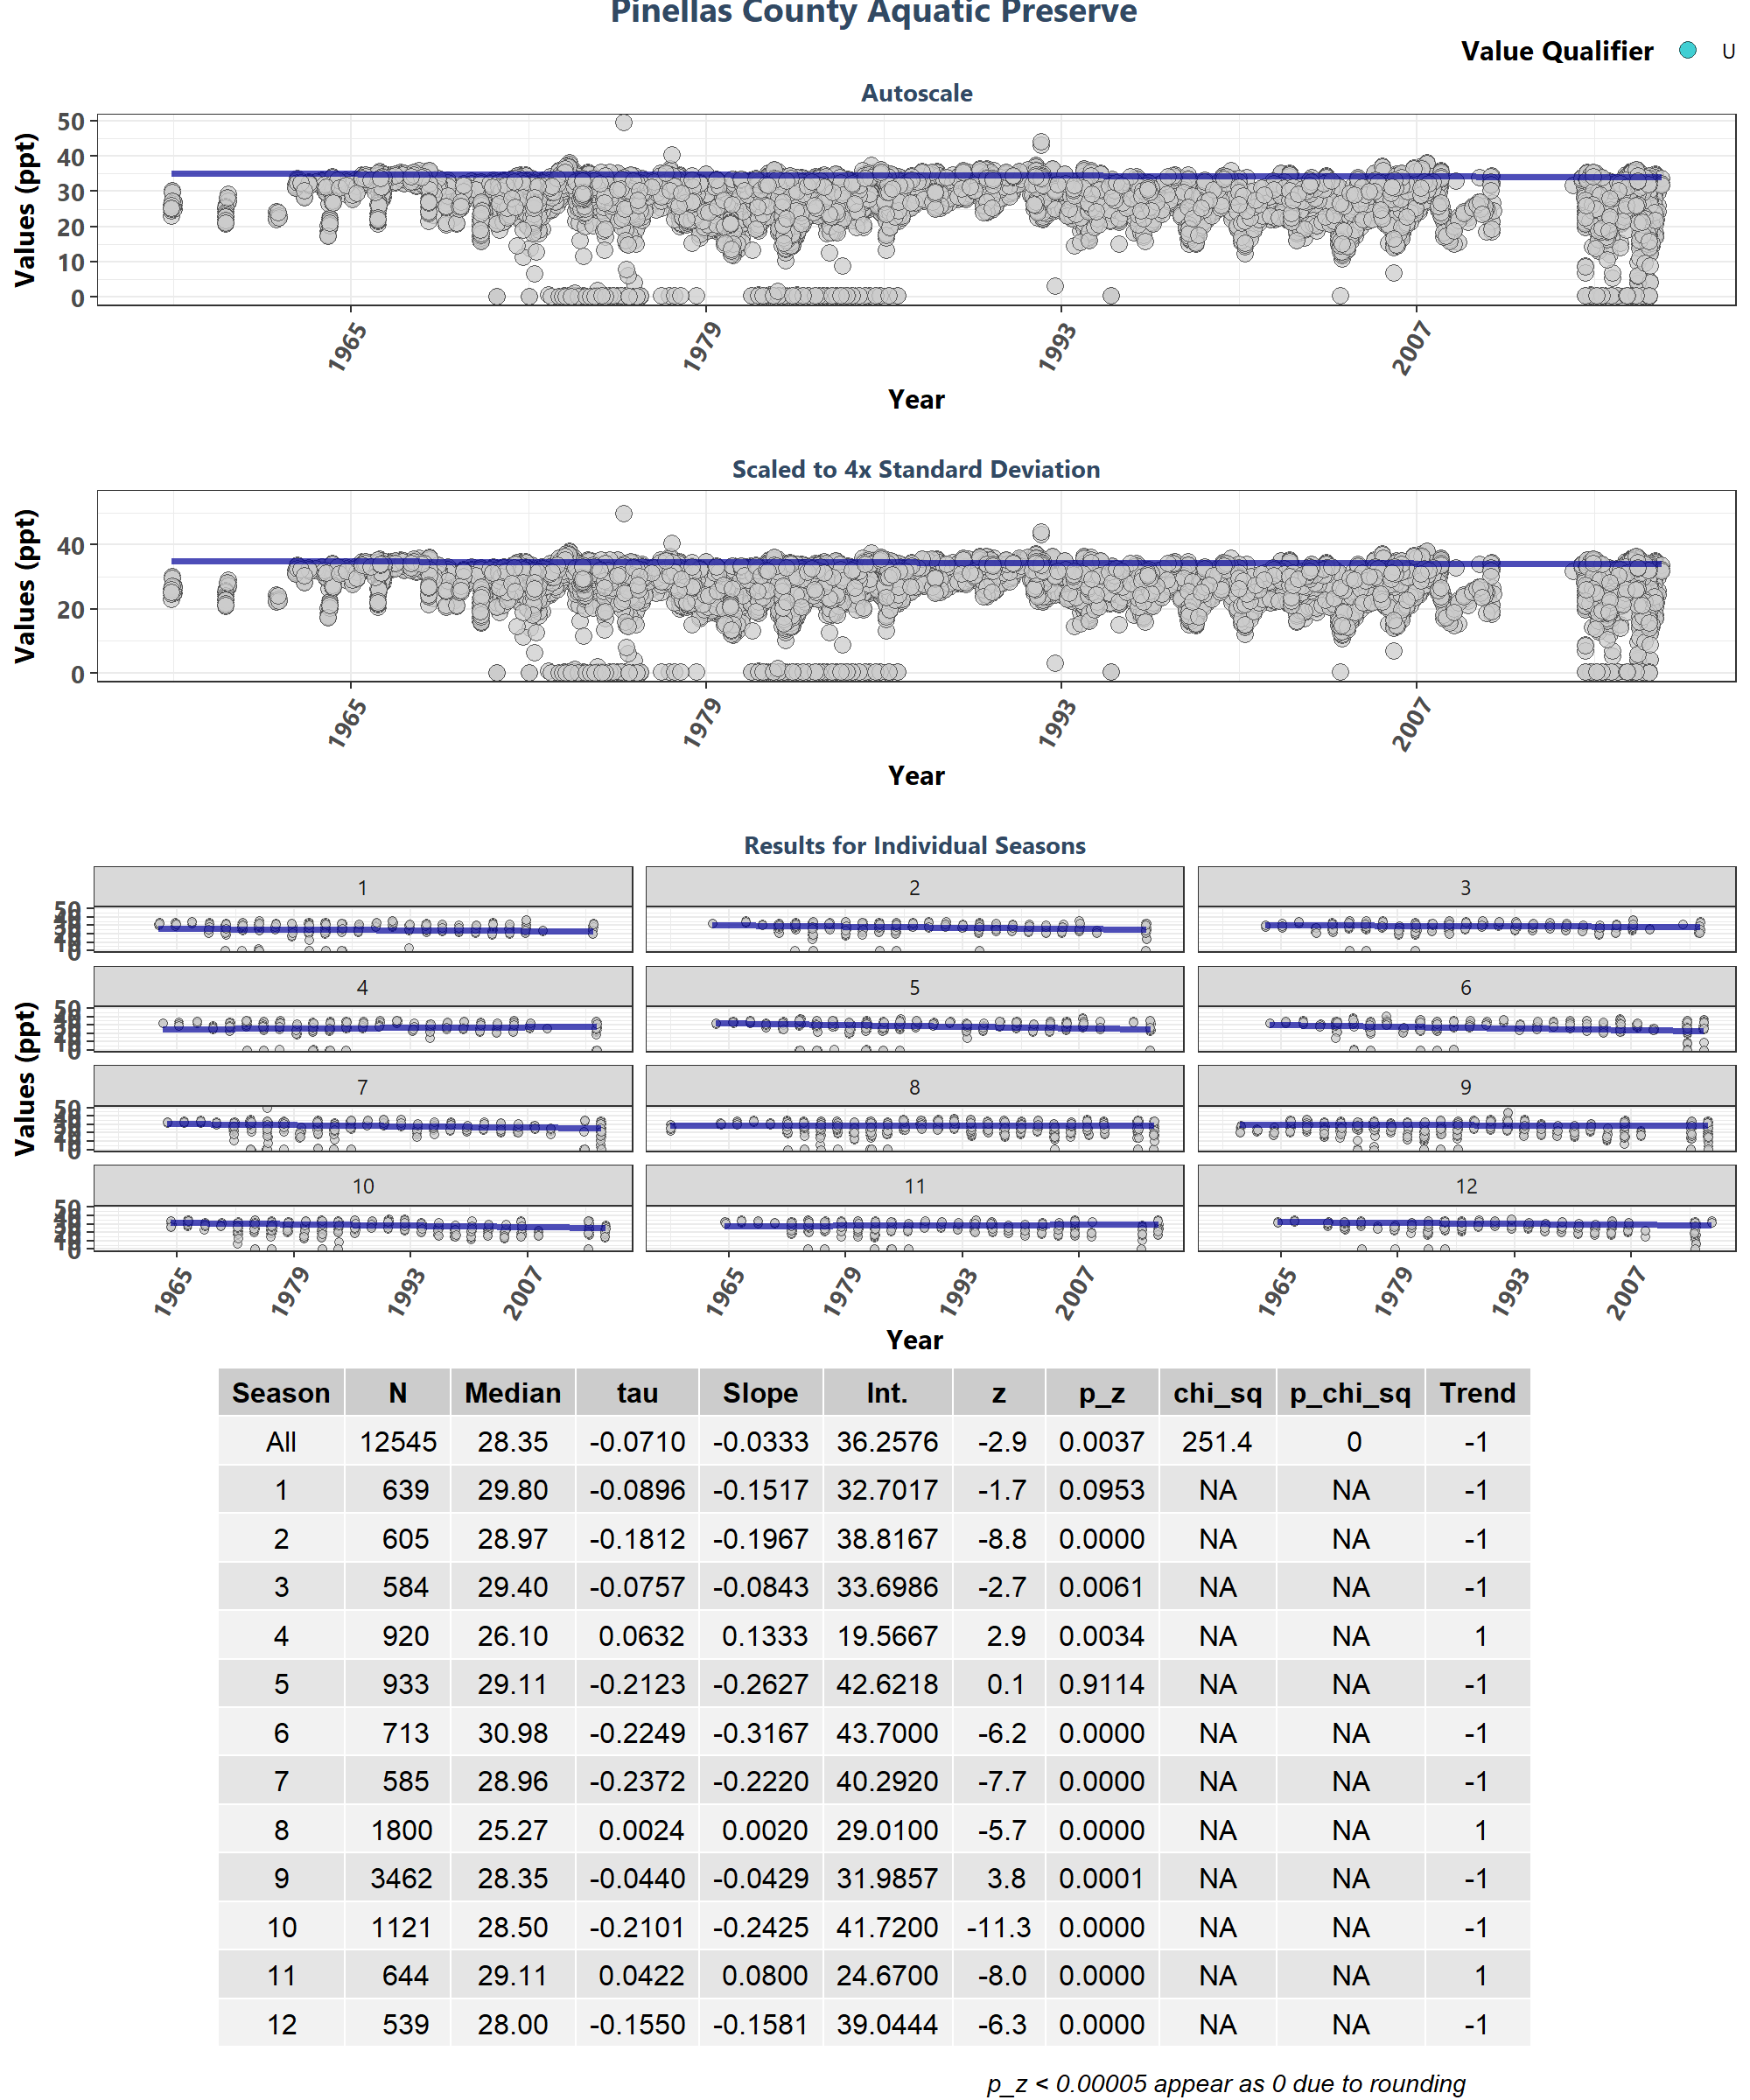 Pinellas County Aquatic Preserve
Value Qualifier U
Autoscale
Values (ppt)
50
40
30
20
10
0
1965 1979 1993 2007
Year
Scaled to 4x Standard Deviation
Values (ppt)
40
20
0
1965 1979 1993 2007
Year
Results for Individual Seasons
Values (ppt)
1 2 3
50
0
4 5 6
50
0
7 8 9
50
0
10 11 12
50
0
1965 1979 1993 2007 1965 1979 1993 2007 1965 1979 1993 2007
Year
Season N Median tau Slope Int. z p_z chi_sq p_chi_sq Trend
All 12545 28.35 -0.0710 -0.0333 36.2576 -2.9 0.0037 251.4 0 -1
1 639 29.80 -0.0896 -0.1517 32.7017 -1.7 0.0953 NA NA -1
2 605 28.97 -0.1812 -0.1967 38.8167 -8.8 0.0000 NA NA -1
3 584 29.40 -0.0757 -0.0843 33.6986 -2.7 0.0061 NA NA -1
4 920 26.10 0.0632 0.1333 19.5667 2.9 0.0034 NA NA 1
5 933 29.11 -0.2123 -0.2627 42.6218 0.1 0.9114 NA NA -1
6 713 30.98 -0.2249 -0.3167 43.7000 -6.2 0.0000 NA NA -1
7 585 28.96 -0.2372 -0.2220 40.2920 -7.7 0.0000 NA NA -1
8 1800 25.27 0.0024 0.0020 29.0100 -5.7 0.0000 NA NA 1
9 3462 28.35 -0.0440 -0.0429 31.9857 3.8 0.0001 NA NA -1
10 1121 28.50 -0.2101 -0.2425 41.7200 -11.3 0.0000 NA NA -1
11 644 29.11 0.0422 0.0800 24.6700 -8.0 0.0000 NA NA 1
12 539 28.00 -0.1550 -0.1581 39.0444 -6.3 0.0000 NA NA -1
p_z < 0.00005 appear as 0 due to rounding